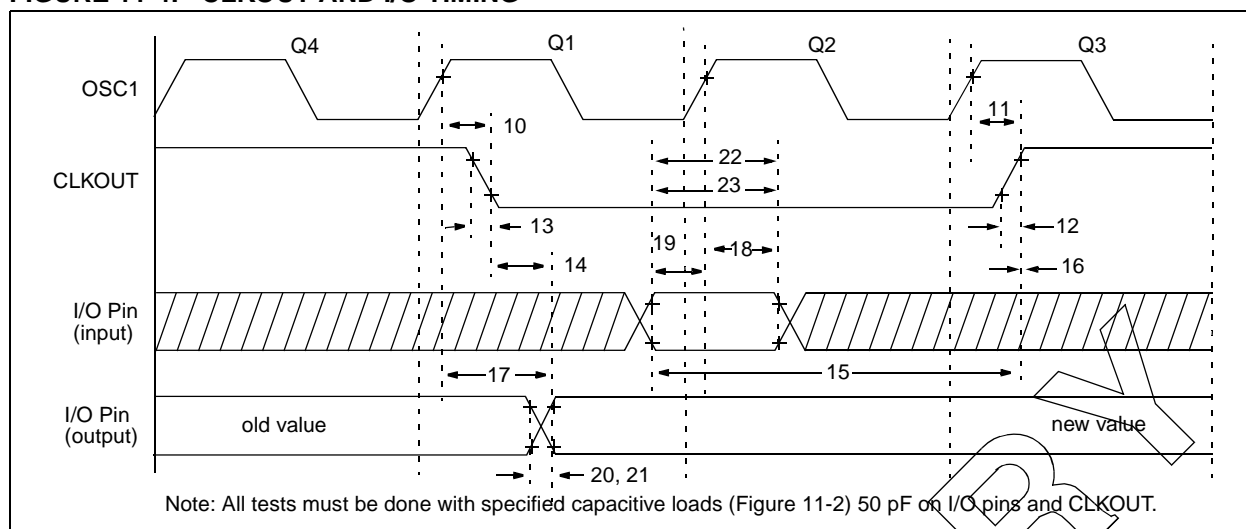 FIGURE 11-4: CLKOUT AND I/O TIMING
Q4 Q1 Q2 Q3
OSC1
10 11
22
CLKOUT
23
13 12
19 18
14 16
I/O Pin
(input)
17 15
I/O Pin
(output)
old value new value
20, 21
Note: All tests must be done with specified capacitive loads (Figure 11-2) 50 pF on I/O pins and CLKOUT.
Y